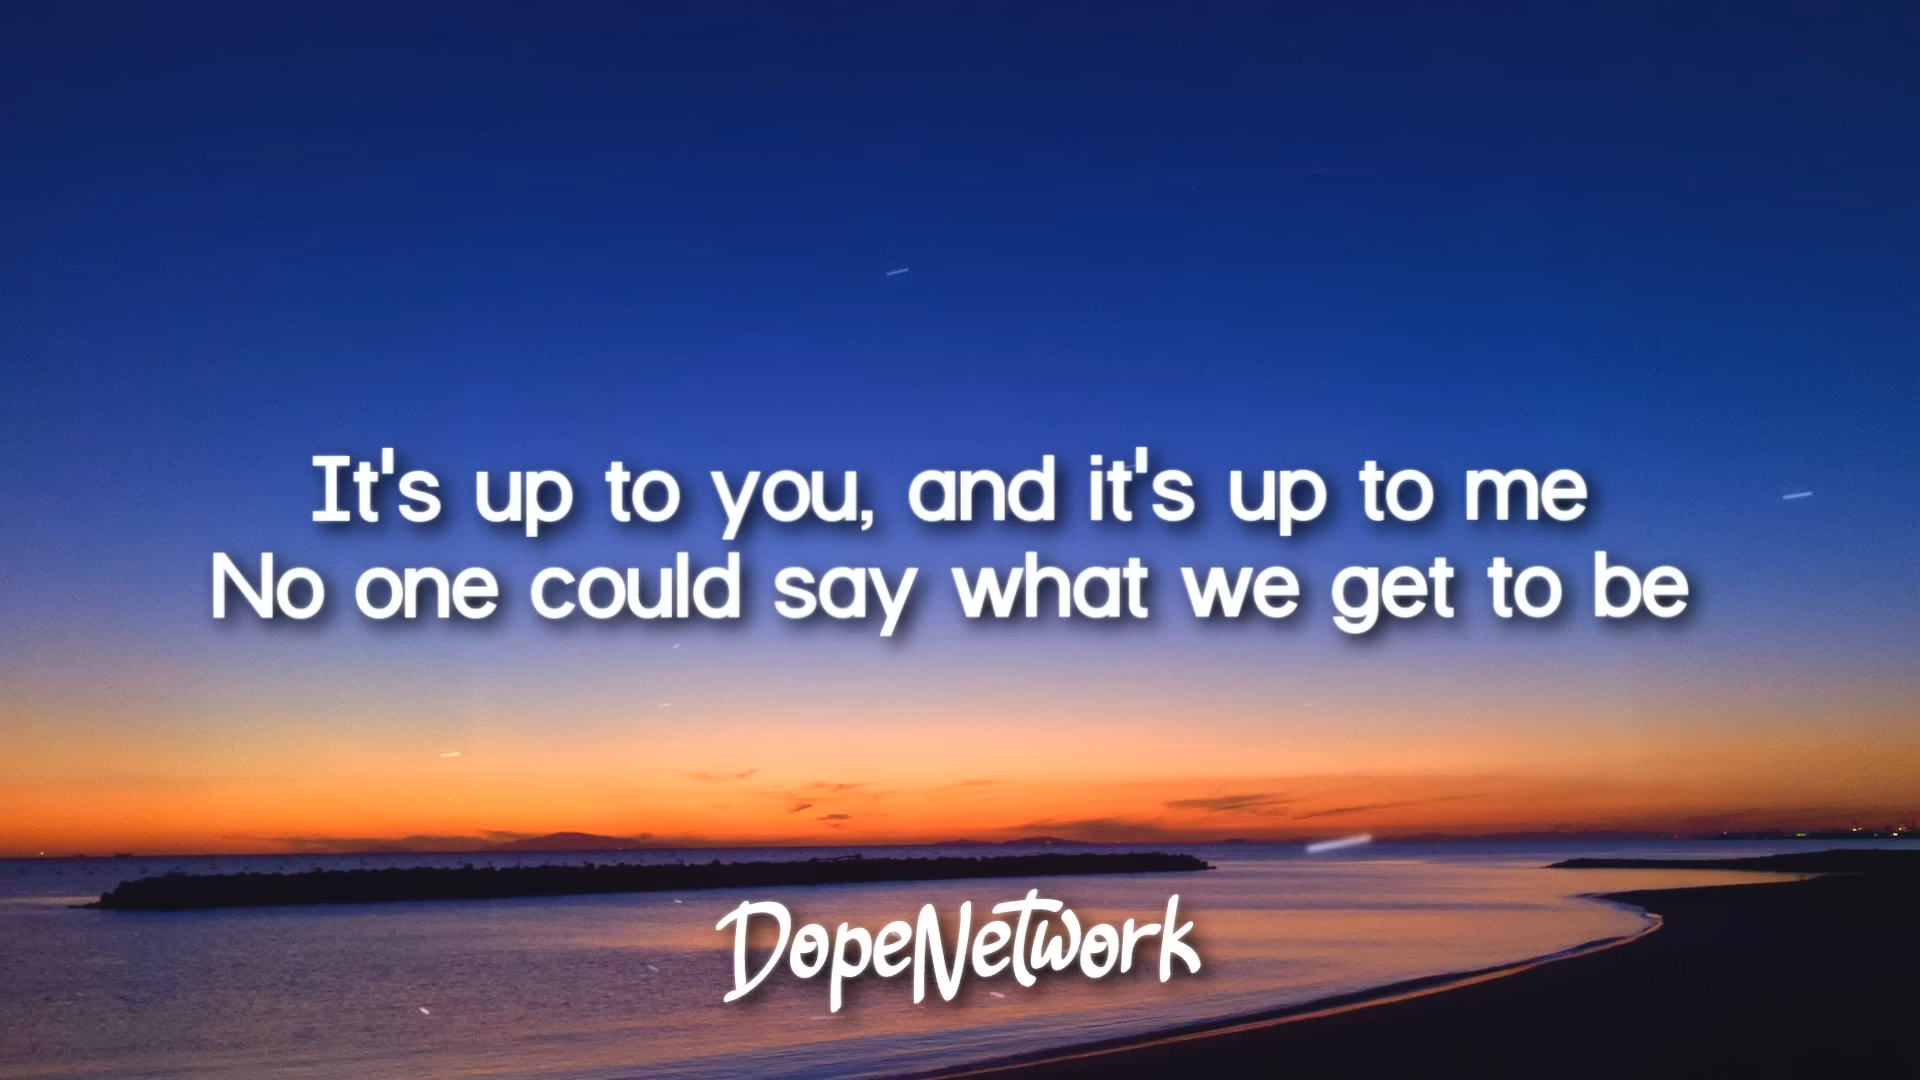 It's up to you, and it's up to me
No one could say what we get to be
DopeNetwork